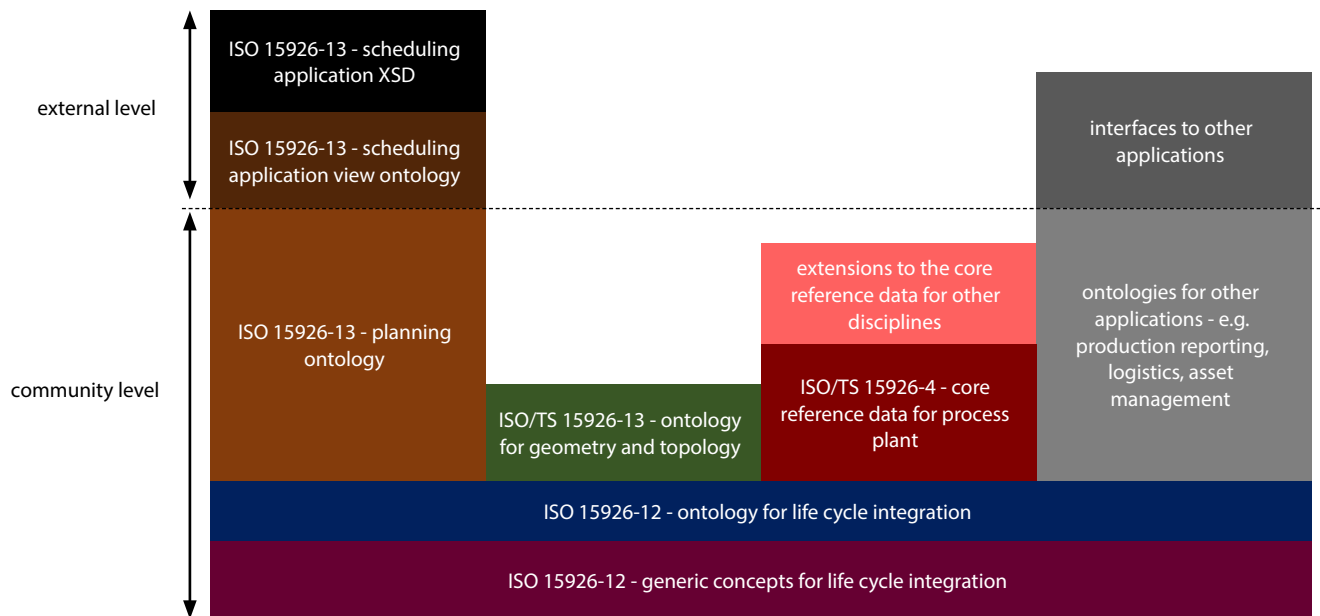 ISO 15926-13 - scheduling
application XSD
external level
ISO 15926-13 - scheduling
application view ontology
interfaces to other
applications
community level
ISO 15926-13 - planning
ontology
ISO/TS 15926-13 - ontology
for geometry and topology
extensions to the core
reference data for other
disciplines
ISO/TS 15926-4 - core
reference data for process
plant
ontologies for other
applications - e.g.
production reporting,
logistics, asset
management
ISO 15926-12 - ontology for life cycle integration
ISO 15926-12 - generic concepts for life cycle integration